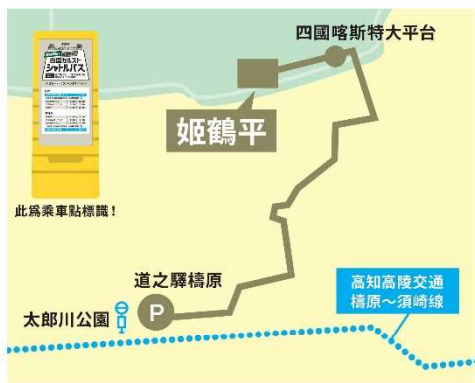 四國喀斯特大平台
四国カルスト
シャトルバス
姬鶴平
此爲乘車點標識！
道之驛檮原
太郎川公園
P
高知高陵交通
檮原～須崎線